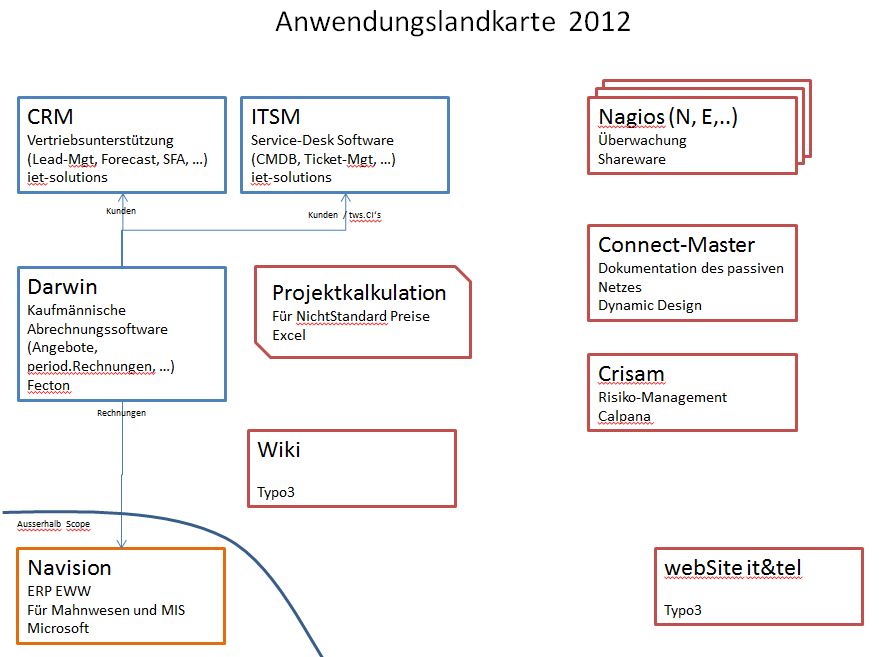 Anwendungslandkarte 2012
CRM
Vertriebsunterstützung
(Lead-Mgt, Forecast, SFA, ...)
iet-solutions
ITSM
Service-Desk Software
(CMDB, Ticket-Mgt, ...)
iet-solutions
Nagios (N, E,..)
Überwachung
Shareware
Kunden
Kunden / tws.CI's
Connect-Master
Dokumentation des passiven
Netzes
Dynamic Design
Darwin
Kaufmännische
Abrechnungssoftware
(Angebote,
period.Rechnungen, ...)
Fecton
Projektkalkulation
Für NichtStandard Preise
Excel
Crisam
Risiko-Management
Calpana
Rechnungen
Wiki
Typo3
Ausserhalb Scope
Navision
ERP EWW
Für Mahnwesen und MIS
Microsoft
webSite it&tel
Typo3